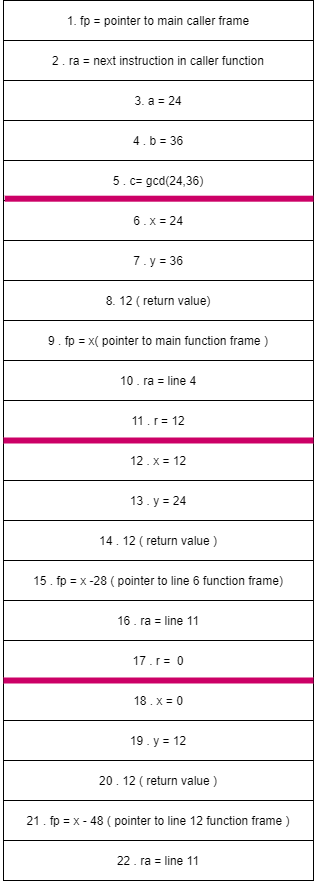 1. fp = pointer to main caller frame
2 . ra = next instruction in caller function
3. a = 24
4 . b = 36
5 . c= gcd(24,36)
6 . x = 24
7 . y = 36
8. 12 ( return value)
9 . fp = x( pointer to main function frame )
10 . ra = line 4
11 . r = 12
12 . x = 12
13 . y = 24
14 . 12 ( return value )
15 . fp = x -28 ( pointer to line 6 function frame)
16 . ra = line 11
17 . r =  0
18 . x = 0
19 . y = 12
20 . 12 ( return value )
21 . fp = x - 48 ( pointer to line 12 function frame )
22 . ra = line 11